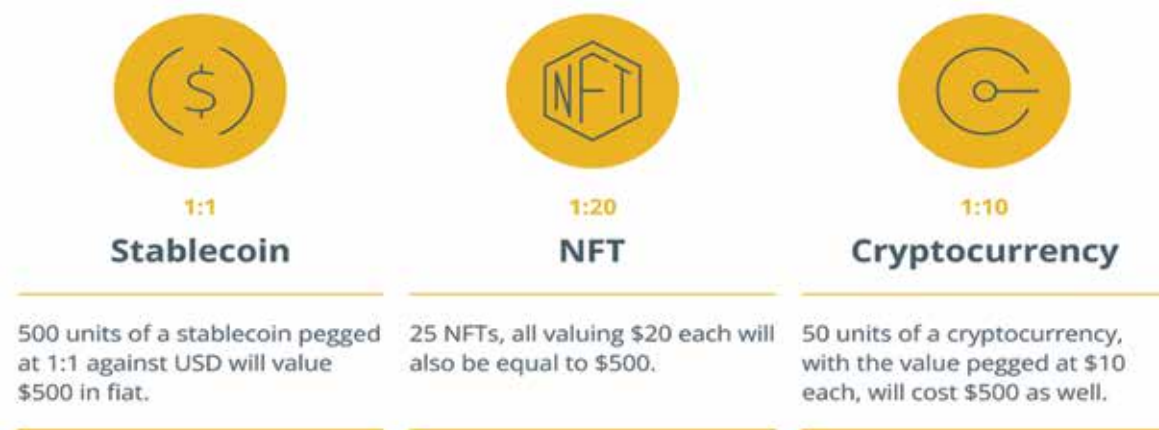 $
NFT
1:1
1:20
1:10
Stablecoin
NFT
Cryptocurrency
500 units of a stablecoin pegged
at 1:1 against USD will value
$500 in fiat.
25 NFTs, all valuing $20 each will
also be equal to $500.
50 units of a cryptocurrency,
with the value pegged at $10
each, will cost $500 as well.